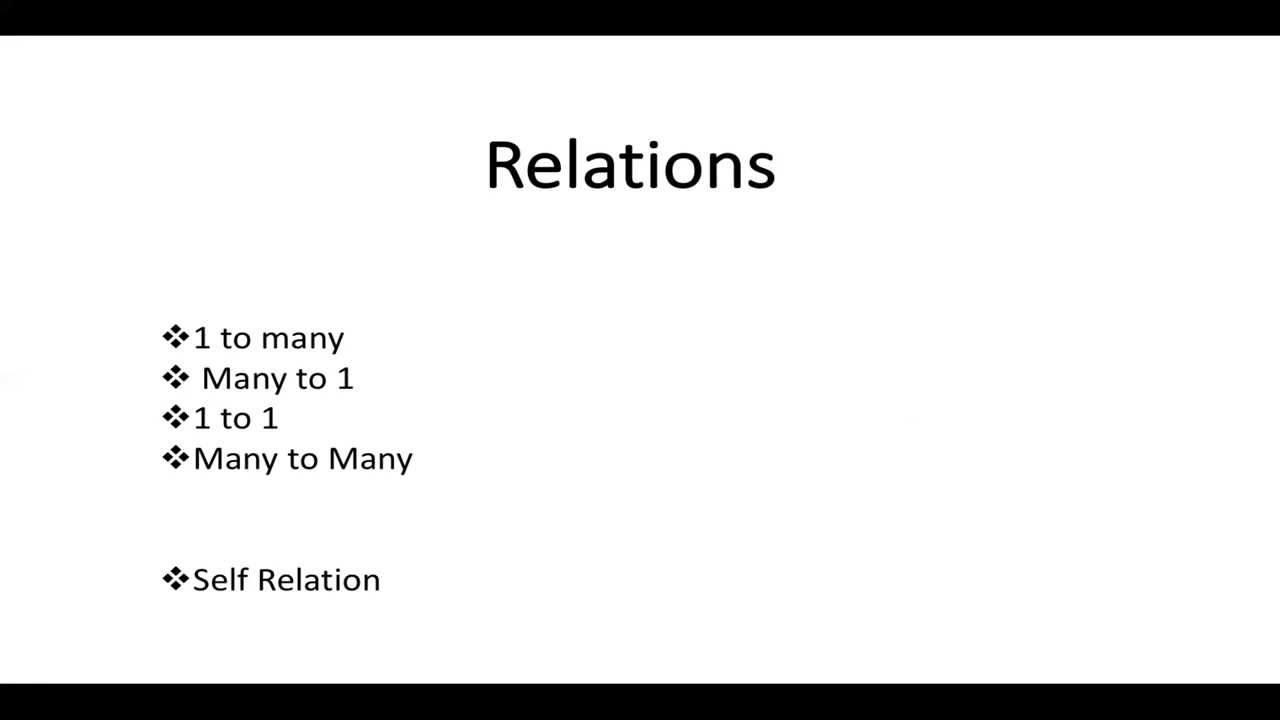 Relations
❖1 to many
❖ Many to 1
❖1 to 1
❖Many to Many
❖Self Relation